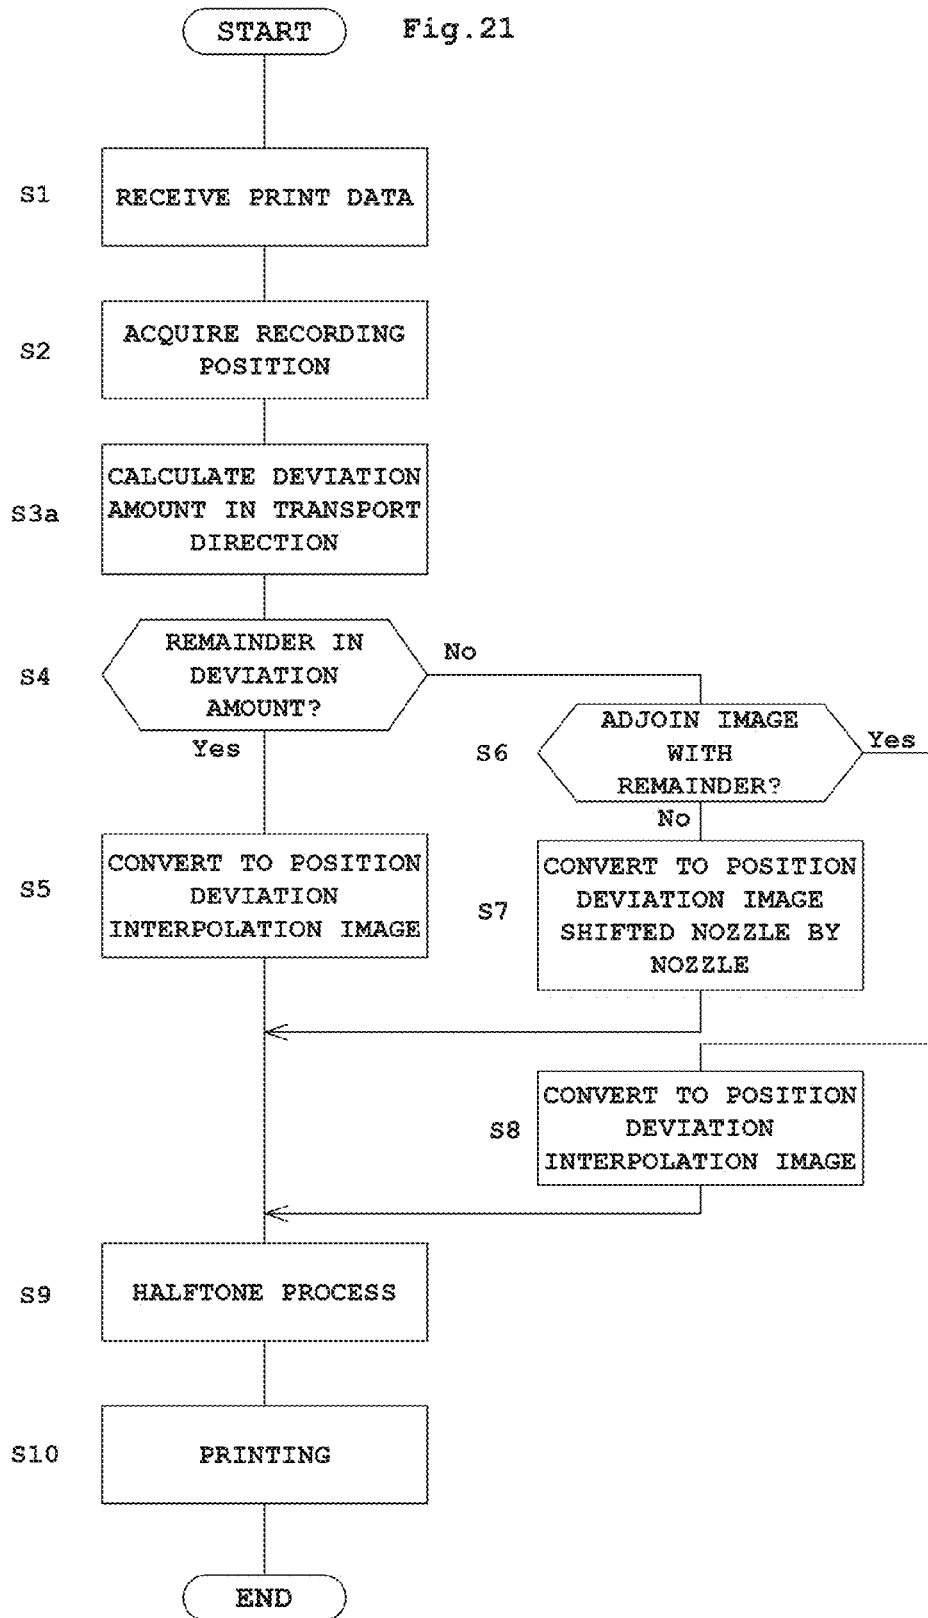 START
Fig.21
S1
RECEIVE PRINT DATA
S2
ACQUIRE RECORDING
POSITION
S3a
CALCULATE DEVIATION
AMOUNT IN TRANSPORT
DIRECTION
S4
REMAINDER IN
DEVIATION
AMOUNT?
No
Yes
S6
ADJOIN IMAGE
WITH
REMAINDER?
Yes
No
S5
CONVERT TO POSITION
DEVIATION
INTERPOLATION IMAGE
S7
CONVERT TO POSITION
DEVIATION IMAGE
SHIFTED NOZZLE BY
NOZZLE
S8
CONVERT TO POSITION
DEVIATION
INTERPOLATION IMAGE
S9
HALFTONE PROCESS
S10
PRINTING
END